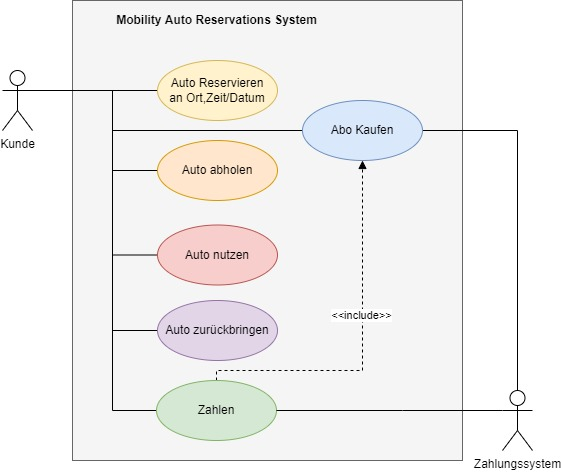 Mobility Auto Reservations System
Auto Reservieren
an Ort,Zeit/Datum
Abo Kaufen
Kunde
Auto abholen
Auto nutzen
<<include>>
Auto zurückbringen
Zahlen
Zahlungssystem